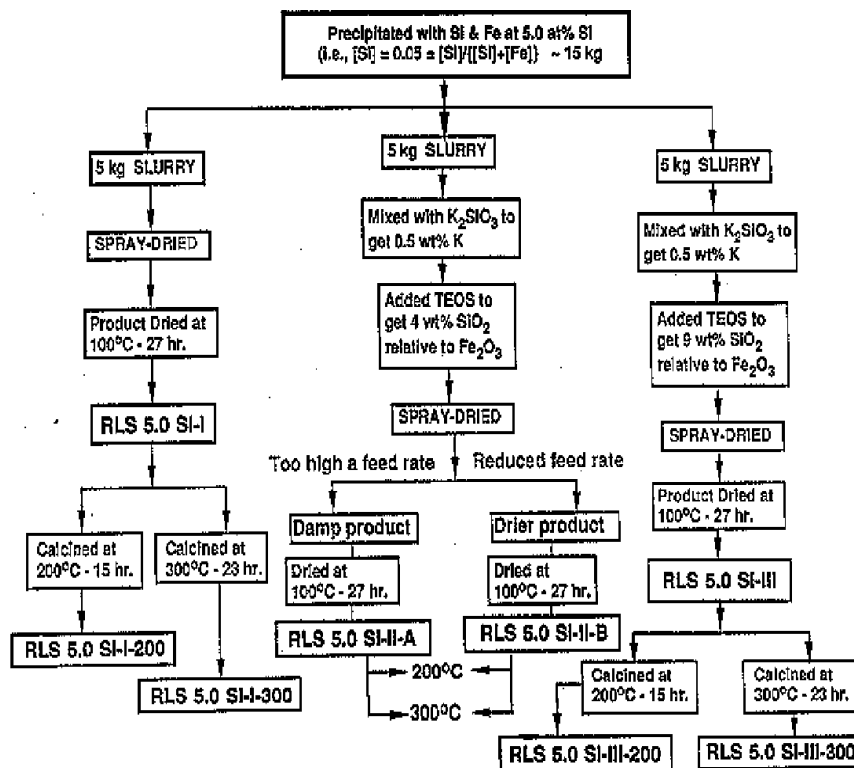 Precipitated with Si & Fe at 5.0 at% Si
(i.e., [Si] = 0.05 ± [Si]/{[Si]+[Fe]} ~ 15 kg
5 kg SLURRY
SPRAY-DRIED
Product Dried at
100°C - 27 hr.
RLS 5.0 SI-I
Calcined at
200°C - 15 hr.
Calcined at
300°C - 23 hr.
RLS 5.0 SI-I-200
RLS 5.0 SI-I-300
5 kg SLURRY
Mixed with K₂SIO₃ to
get 0.5 wt% K
Added TEOS to
get 4 wt% SiO₂
relative to Fe₂O₃
SPRAY-DRIED
Too high a feed rate
Reduced feed rate
Damp product
Drier product
Dried at
100°C - 27 hr.
Dried at
100°C - 27 hr.
RLS 5.0 SI-II-A
RLS 5.0 SI-II-B
200°C
300°C
5 kg SLURRY
Mixed with K₂SIO₃ to
get 0.5 wt% K
Added TEOS to
get 9 wt% SiO₂
relative to Fe₂O₃
SPRAY-DRIED
Product Dried at
100°C - 27 hr.
RLS 5.0 SI-III
Calcined at
200°C - 15 hr.
Calcined at
300°C - 23 hr.
RLS 5.0 SI-III-200
RLS 5.0 SI-III-300